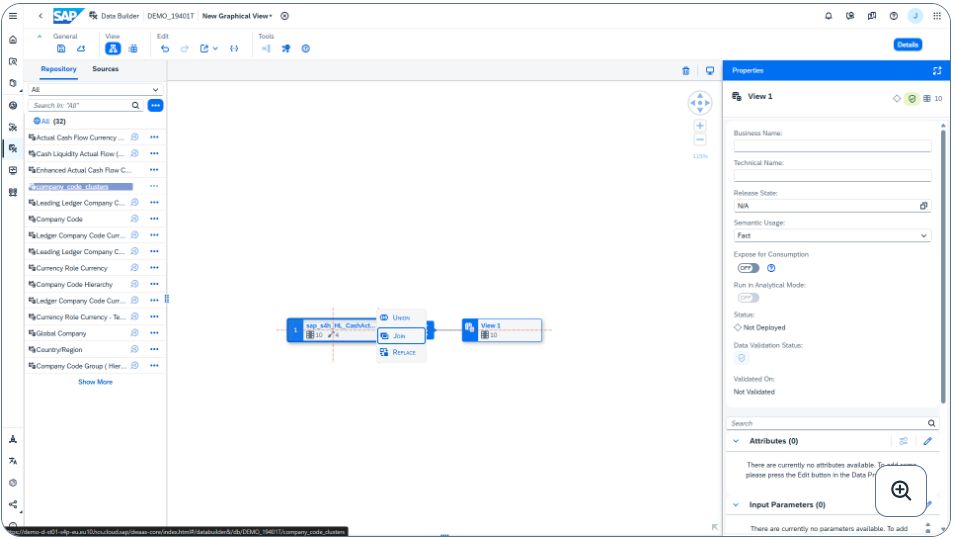 SAP Data Builder DEMO_19401T New Graphical View*
J
General View Edit Tools
Details
Repository Sources
All
Search In: "All"
All (32)
Actual Cash Flow Currency ...
Cash Liquidity Actual Flow (...
Enhanced Actual Cash Flow C...
company_code_clusters
Leading Ledger Company C...
Company Code
Ledger Company Code Curr...
Leading Ledger Company C...
Currency Role Currency
Company Code Hierarchy
Ledger Company Code Curr...
Currency Role Currency - Te...
Global Company
Country/Region
Company Code Group ( Hier...
Show More
115%
1
sap_s4h_HL_CashAct...
10 4
Union
Join
Replace
View 1
10
Properties
View 1
10
Business Name:
Technical Name:
Release State:
N/A
Semantic Usage:
Fact
Expose for Consumption
OFF
Run in Analytical Mode:
OFF
Status:
Not Deployed
Data Validation Status:
Validated On:
Not Validated
Search
Attributes (0)
There are currently no attributes available. To add some
please press the Edit button in the Data Pr
Input Parameters (0)
There are currently no parameters available. To add